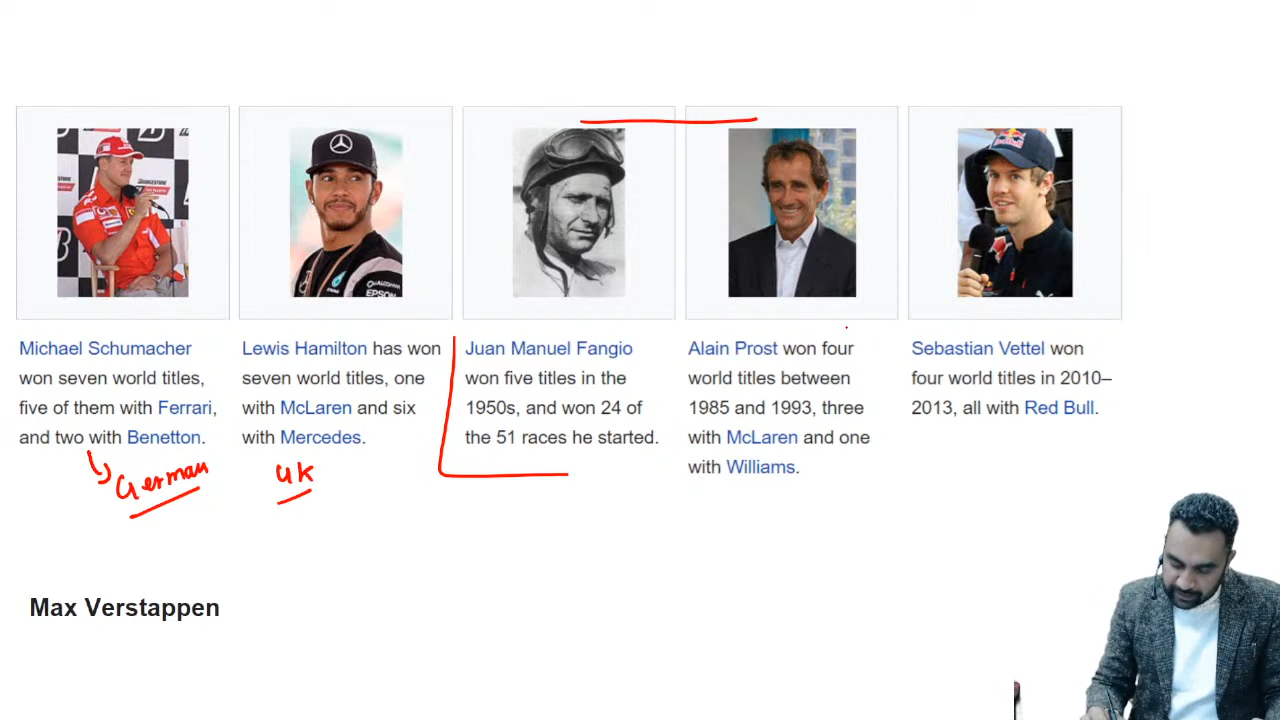 Michael Schumacher
won seven world titles,
five of them with Ferrari,
and two with Benetton.
German
Lewis Hamilton has won
seven world titles, one
with McLaren and six
with Mercedes.
UK
Juan Manuel Fangio
won five titles in the
1950s, and won 24 of
the 51 races he started.
Alain Prost won four
world titles between
1985 and 1993, three
with McLaren and one
with Williams.
Sebastian Vettel won
four world titles in 2010–
2013, all with Red Bull.
Max Verstappen
QUALCOMM
EPSON